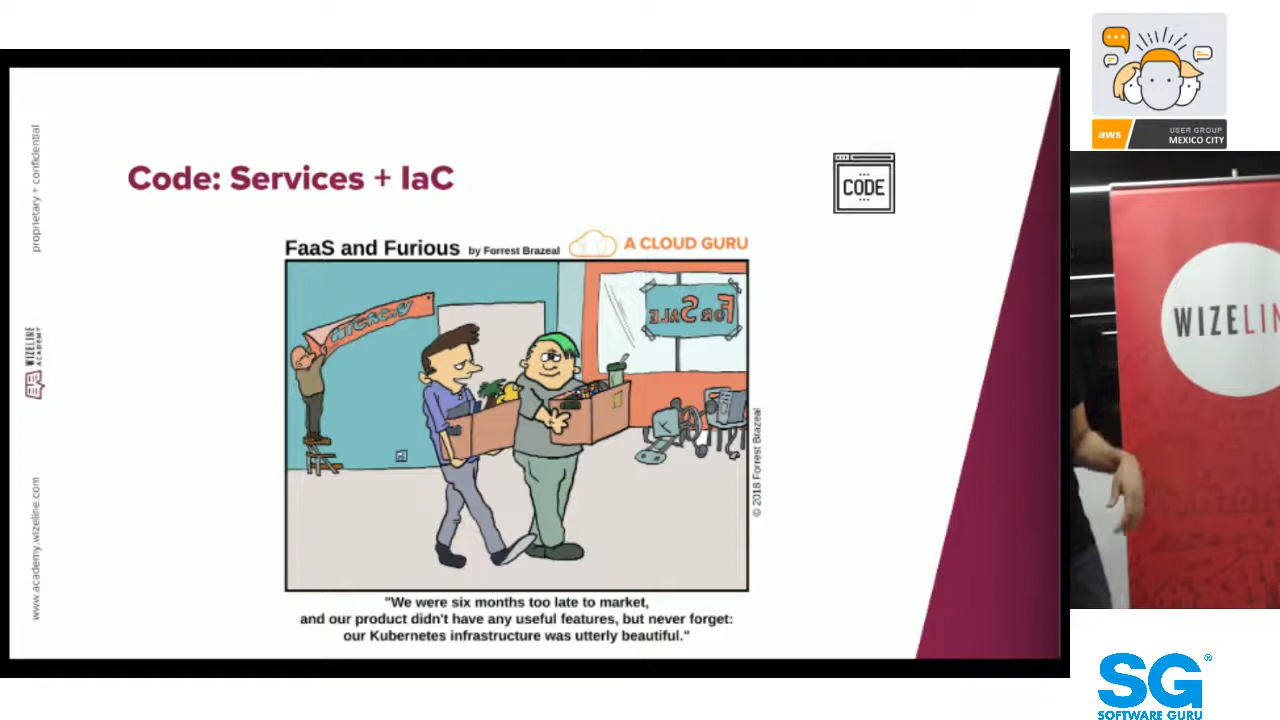 proprietary + confidential
WIZELINE
ACADEMY
www.academy.wizeline.com
Code: Services + IaC
CODE
FaaS and Furious by Forrest Brazeal A CLOUD GURU
For Sale
© 2018 Forrest Brazeal
"We were six months too late to market,
and our product didn't have any useful features, but never forget:
our Kubernetes infrastructure was utterly beautiful."
aws USER GROUP
MEXICO CITY
WIZELIN
SG®
SOFTWARE GURU